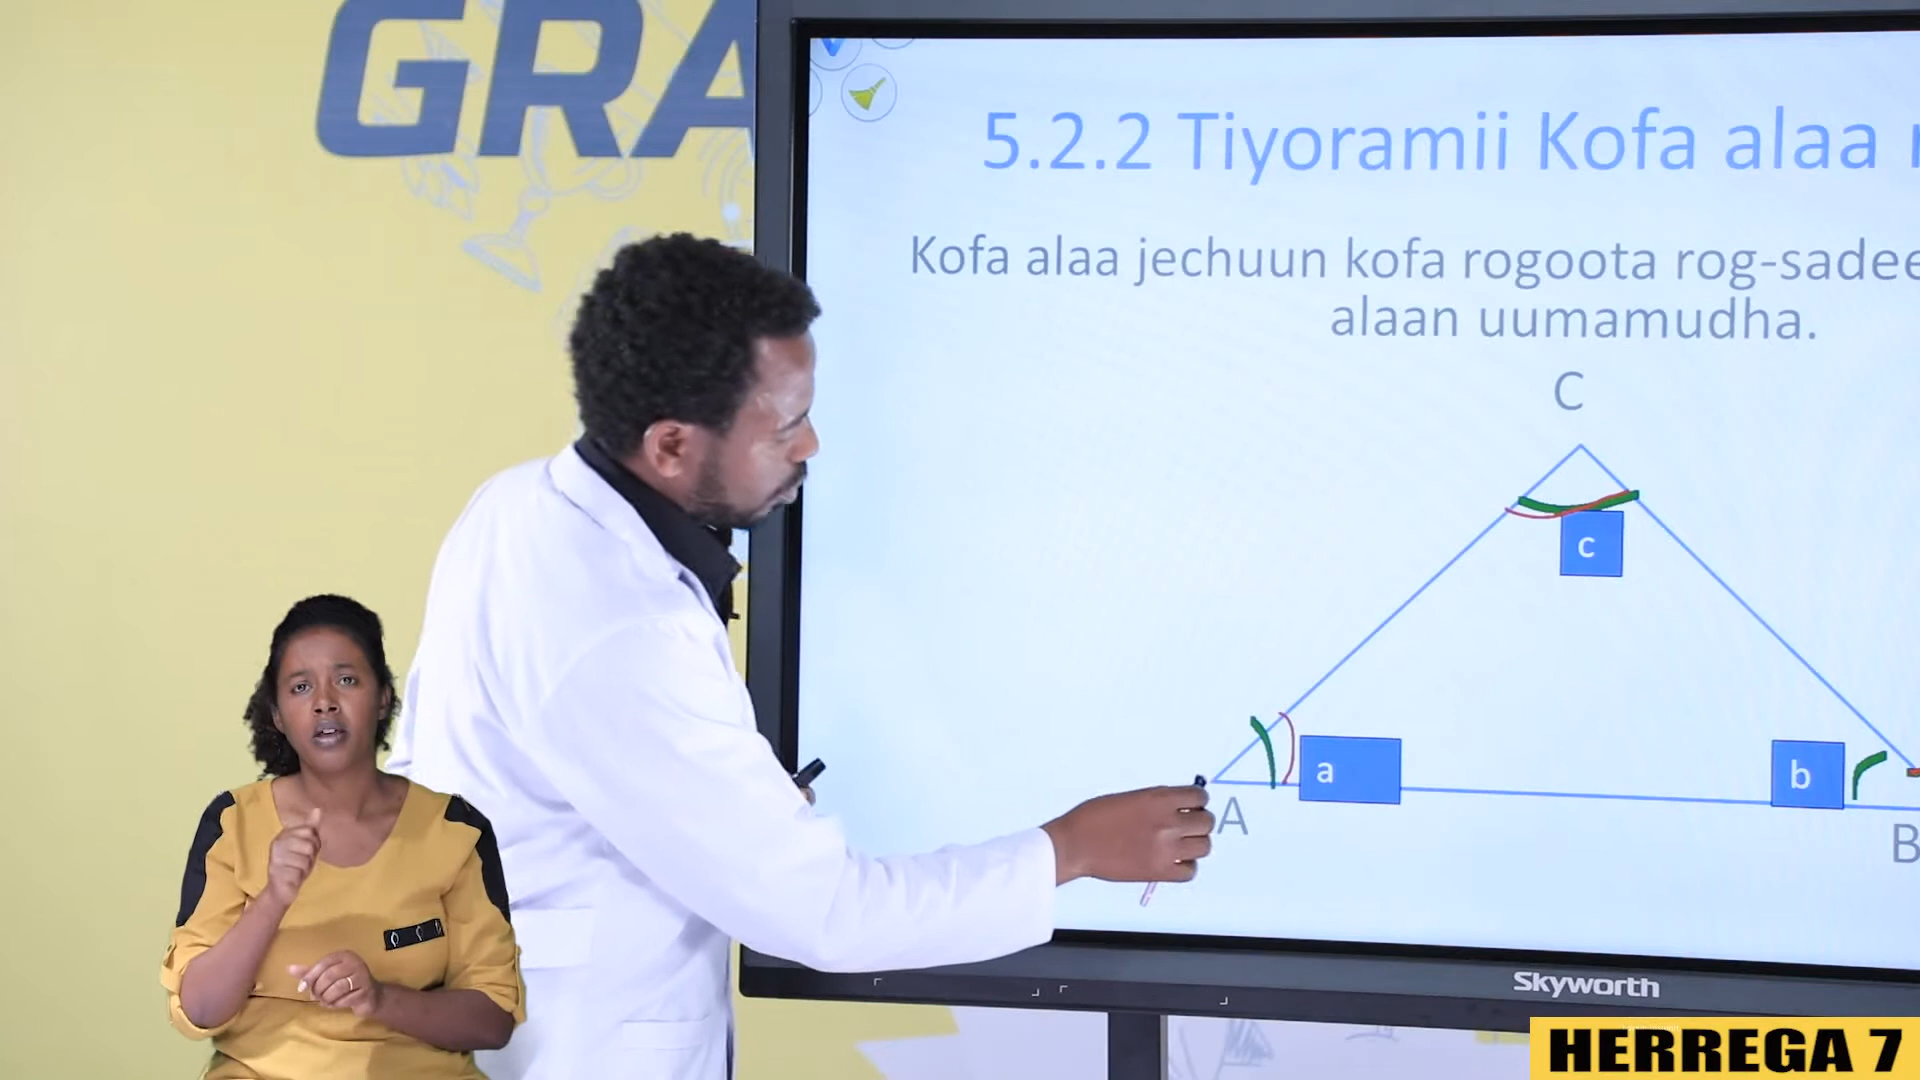 GRA
5.2.2 Tiyoramii Kofa alaa
Kofa alaa jechuun kofa rogoota rog-sadee
alaan uumamudha.
C
c
a
b
A
B
Skyworth
HERREGA 7